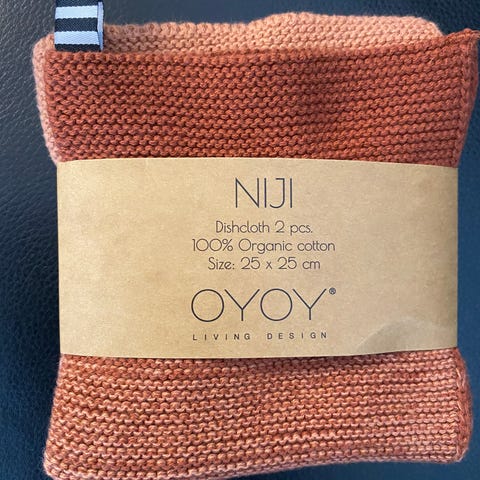 NIJI
Dishcloth 2 pcs.
100% Organic cotton
Size: 25 x 25 cm
OYOY®
LIVING DESIGN